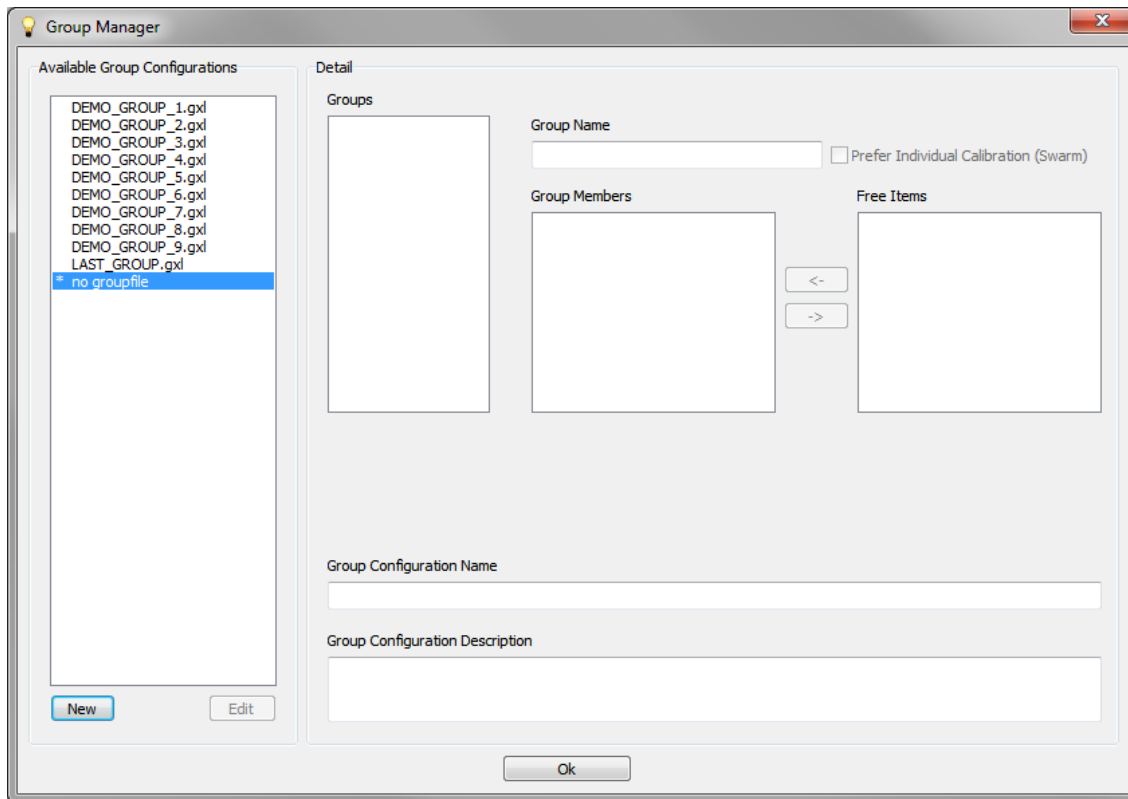 Group Manager
Available Group Configurations
DEMO_GROUP_1.gxl
DEMO_GROUP_2.gxl
DEMO_GROUP_3.gxl
DEMO_GROUP_4.gxl
DEMO_GROUP_5.gxl
DEMO_GROUP_6.gxl
DEMO_GROUP_7.gxl
DEMO_GROUP_8.gxl
DEMO_GROUP_9.gxl
LAST_GROUP.gxl
* no groupfile
New
Edit
Detail
Groups
Group Name
Prefer Individual Calibration (Swarm)
Group Members
Free Items
<-
->
Group Configuration Name
Group Configuration Description
Ok